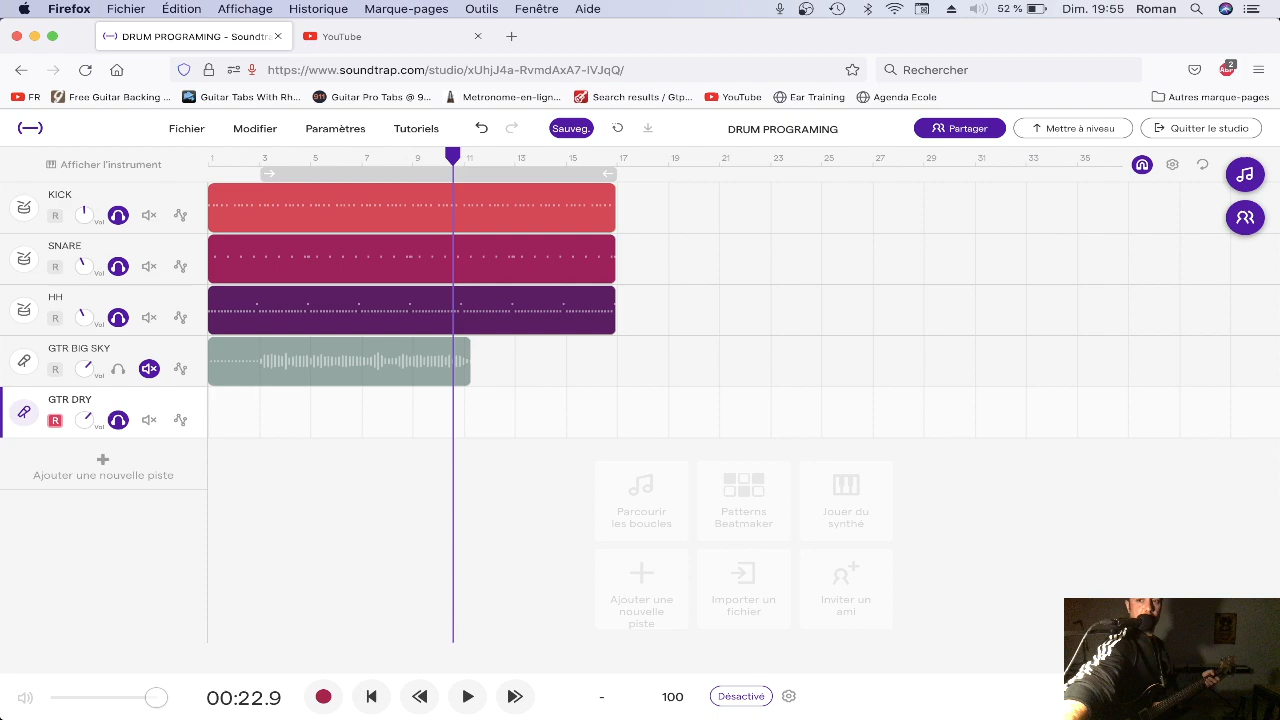 Firefox Fichier Édition Historique Marque-pages Profils Outils Fenêtre Aide 52 % Dim. 19:55 Roman
DRUM PROGRAMING - Soundtra
YouTube
https://www.soundtrap.com/studio/xUhjJ4a-RvmdAxA7-lVJqQ/
Rechercher
ABP 2
FR
Free Guitar Backing...
Guitar Tabs With Gt...
911 Guitar Pro Tabs @ 9...
Metronome-en-lign...
Search results / Gtp...
YouTube
Ear Training
Agenda Ecole
Autres marque-pages
Fichier Modifier Paramètres Tutoriels Sauveg. DRUM PROGRAMING Partager Mettre à niveau Quitter le studio
Afficher l'instrument
1 3 5 7 9 11 13 15 17 19 21 23 25 27 29 31 33 35
KICK
R Vol
SNARE
R Vol
HH
R Vol
GTR BIG SKY
R Vol
GTR DRY
R Vol
Ajouter une nouvelle piste
Parcourir
les boucles
Patterns
Beatmaker
Jouer du
synthé
Ajouter une
nouvelle
piste
Importer un
fichier
Inviter un
ami
00:22.9 - 100 Désactivé